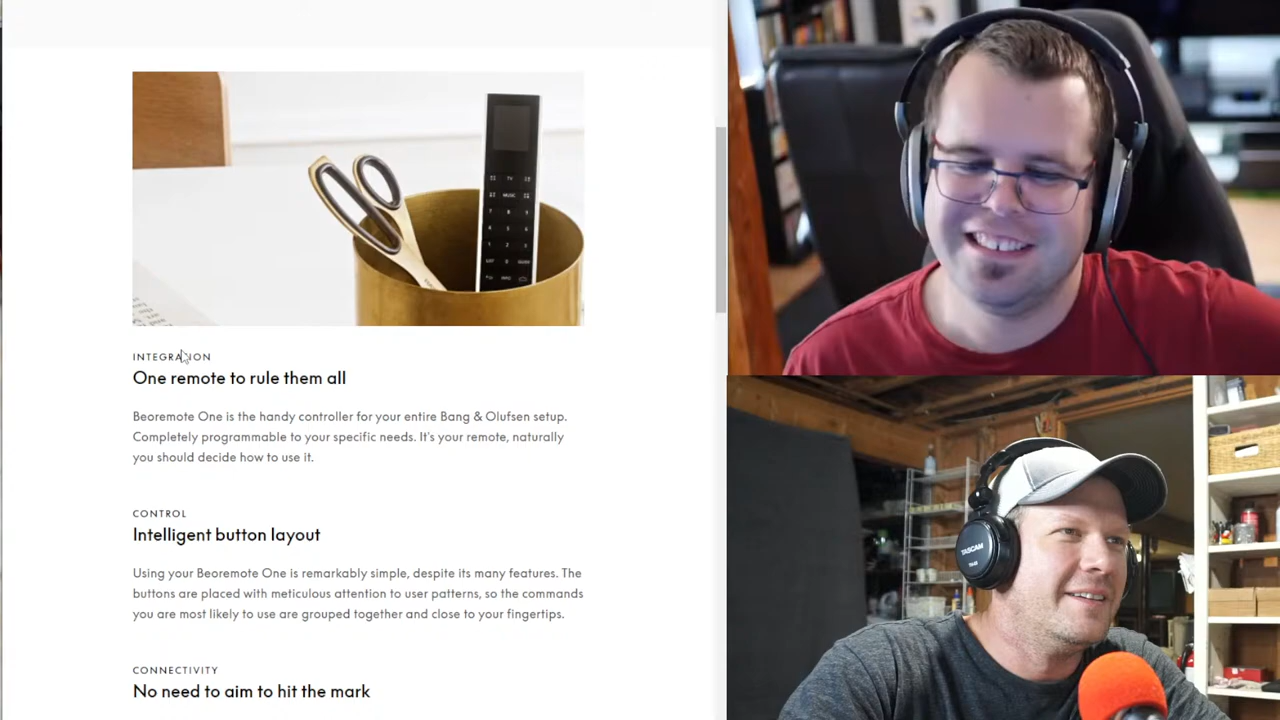 TV
MUSIC
INTEGRATION
One remote to rule them all
Beoremote One is the handy controller for your entire Bang & Olufsen setup.
Completely programmable to your specific needs. It's your remote, naturally
you should decide how to use it.
CONTROL
Intelligent button layout
Using your Beoremote One is remarkably simple, despite its many features. The
buttons are placed with meticulous attention to user patterns, so the commands
you are most likely to use are grouped together and close to your fingertips.
CONNECTIVITY
No need to aim to hit the mark
TASCAM